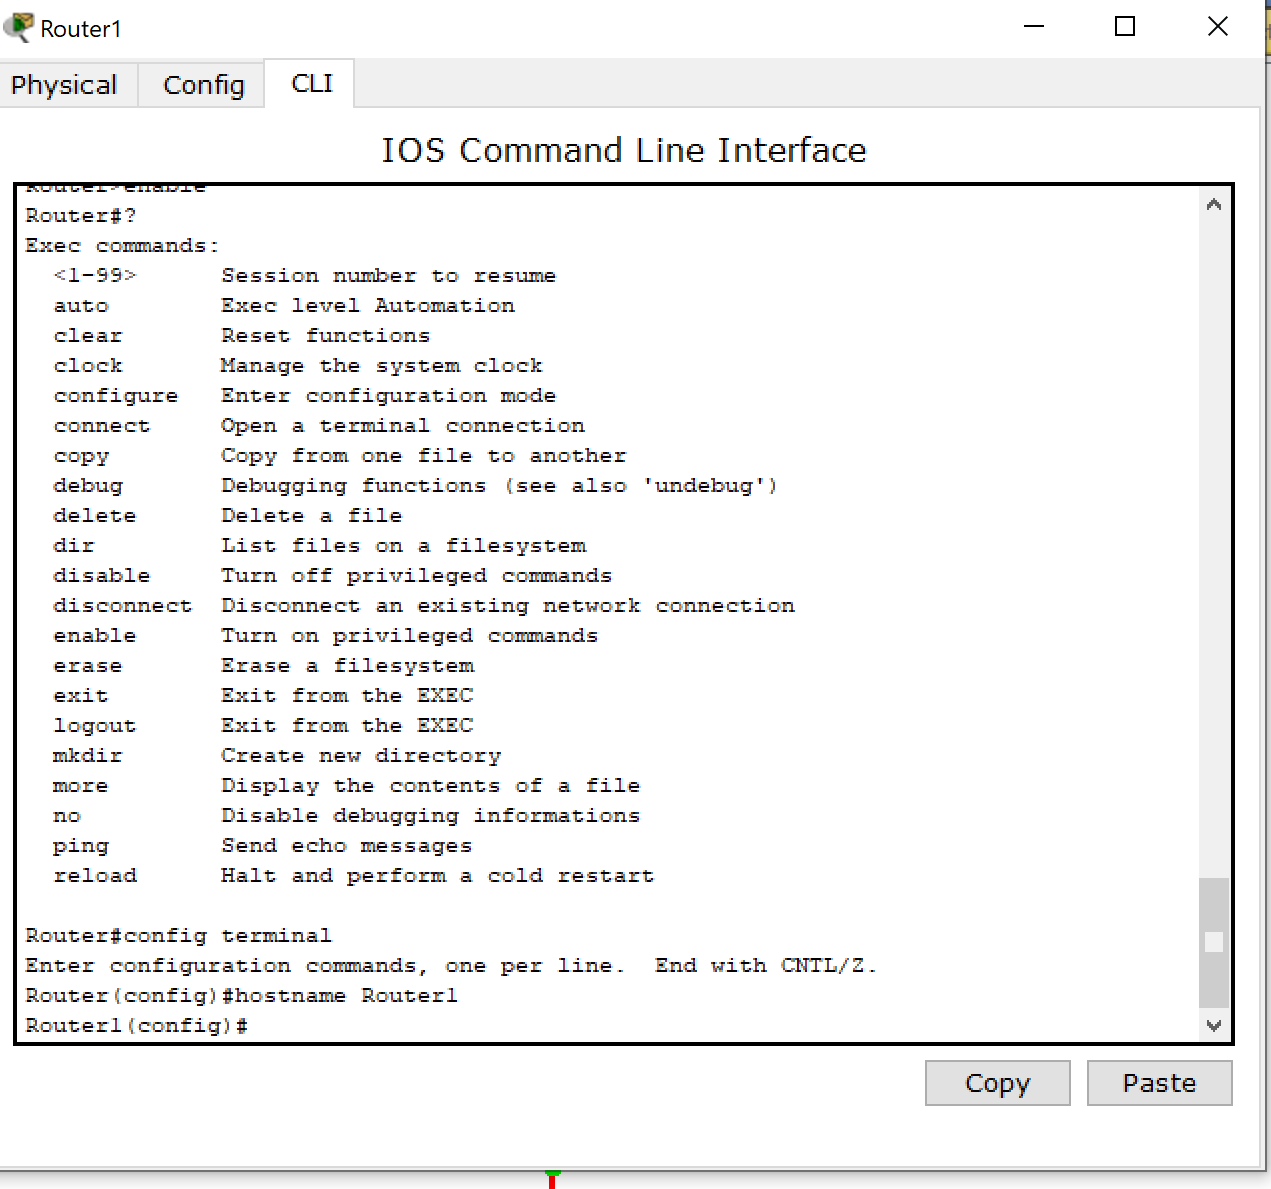 Router1
Physical Config CLI
IOS Command Line Interface
Router>enable
Router#?
Exec commands:
<1-99> Session number to resume
auto Exec level Automation
clear Reset functions
clock Manage the system clock
configure Enter configuration mode
connect Open a terminal connection
copy Copy from one file to another
debug Debugging functions (see also 'undebug')
delete Delete a file
dir List files on a filesystem
disable Turn off privileged commands
disconnect Disconnect an existing network connection
enable Turn on privileged commands
erase Erase a filesystem
exit Exit from the EXEC
logout Exit from the EXEC
mkdir Create new directory
more Display the contents of a file
no Disable debugging informations
ping Send echo messages
reload Halt and perform a cold restart
Router#config terminal
Enter configuration commands, one per line. End with CNTL/Z.
Router(config)#hostname Router1
Router1(config)#
Copy Paste